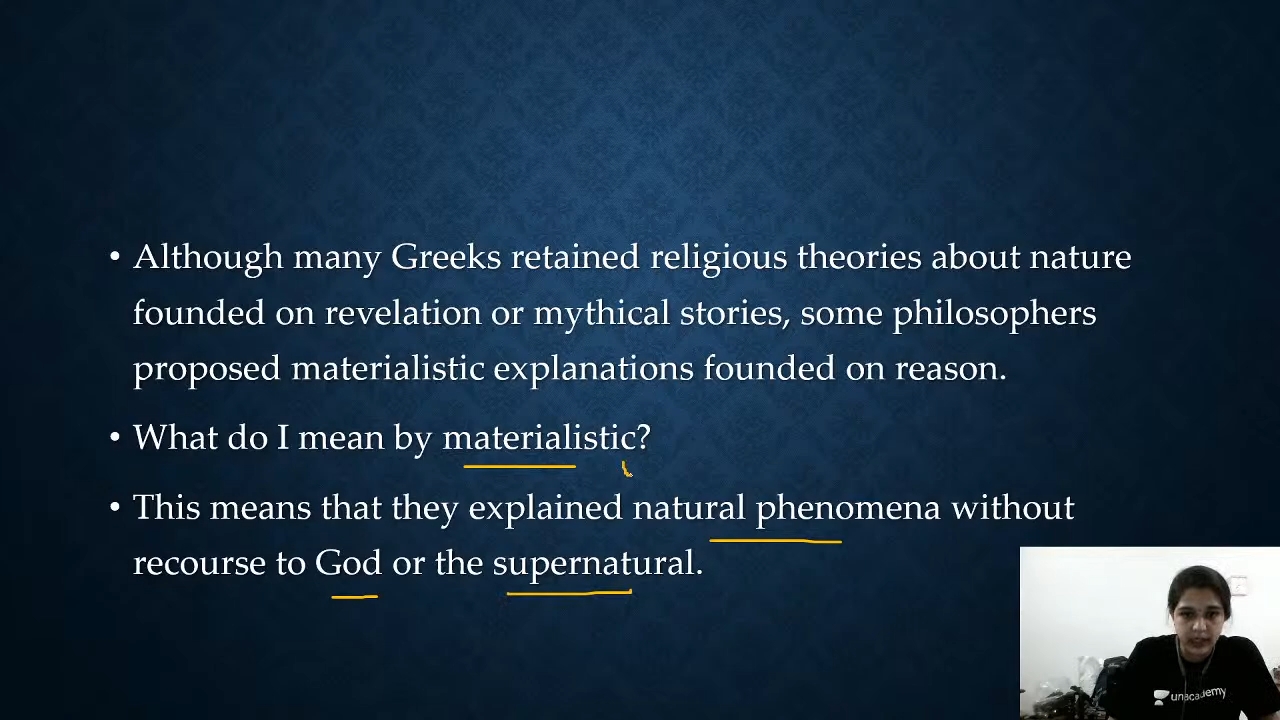 • Although many Greeks retained religious theories about nature
founded on revelation or mythical stories, some philosophers
proposed materialistic explanations founded on reason.
• What do I mean by materialistic?
• This means that they explained natural phenomena without
recourse to God or the supernatural.
unacademy